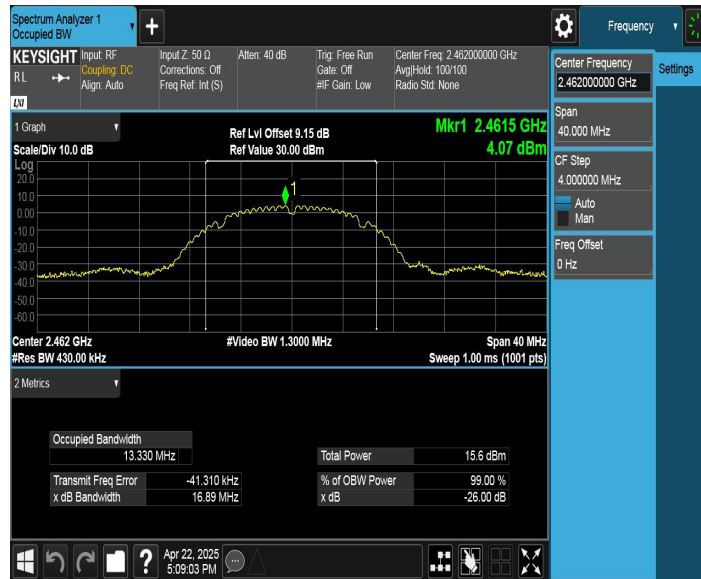 Spectrum Analyzer 1
Occupied BW
Frequency
KEYSIGHT
RL
LXI
Input: RF
Coupling: DC
Align: Auto
Input Z: 50 Ω
Corrections: Off
Freq Ref: Int (S)
Atten: 40 dB
Trig: Free Run
Gate: Off
#IF Gain: Low
Center Freq: 2.462000000 GHz
Avg|Hold: 100/100
Radio Std: None
Center Frequency
2.462000000 GHz
Settings
Span
40.000 MHz
CF Step
4.000000 MHz
Auto
Man
Freq Offset
0 Hz
1 Graph
Scale/Div 10.0 dB
Ref Lvl Offset 9.15 dB
Ref Value 30.00 dBm
Mkr1 2.4615 GHz
4.07 dBm
Log
20.0
10.0
0.00
-10.0
-20.0
-30.0
-40.0
-50.0
-60.0
1
Center 2.462 GHz
#Res BW 430.00 kHz
#Video BW 1.3000 MHz
Span 40 MHz
Sweep 1.00 ms (1001 pts)
2 Metrics
Occupied Bandwidth
13.330 MHz
Total Power 15.6 dBm
Transmit Freq Error -41.310 kHz
% of OBW Power 99.00 %
x dB Bandwidth 16.89 MHz
x dB -26.00 dB
?
Apr 22, 2025
5:09:03 PM